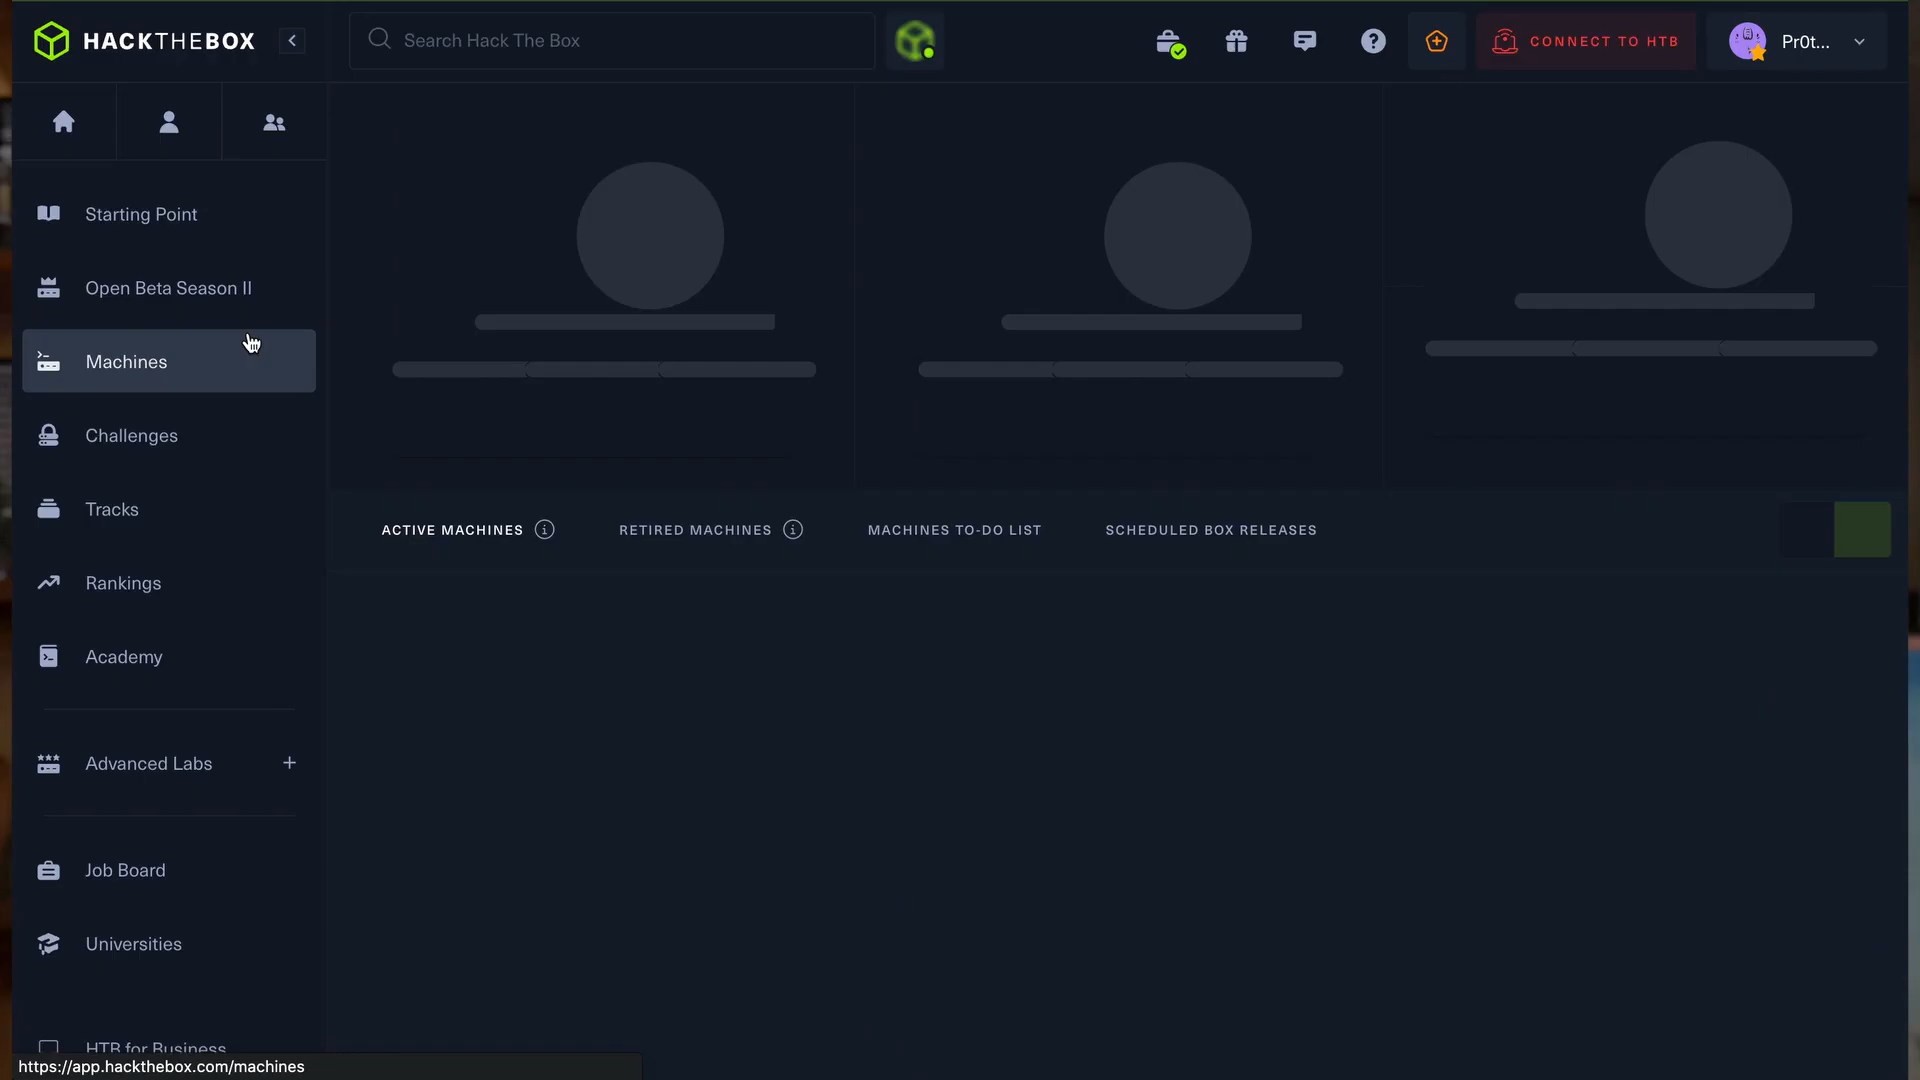 HACKTHEBOX
Search Hack The Box
CONNECT TO HTB
Pr0t...
Starting Point
Open Beta Season II
Machines
Challenges
Tracks
Rankings
Academy
Advanced Labs
Job Board
Universities
HTB for Business
ACTIVE MACHINES
RETIRED MACHINES
MACHINES TO-DO LIST
SCHEDULED BOX RELEASES
https://app.hackthebox.com/machines